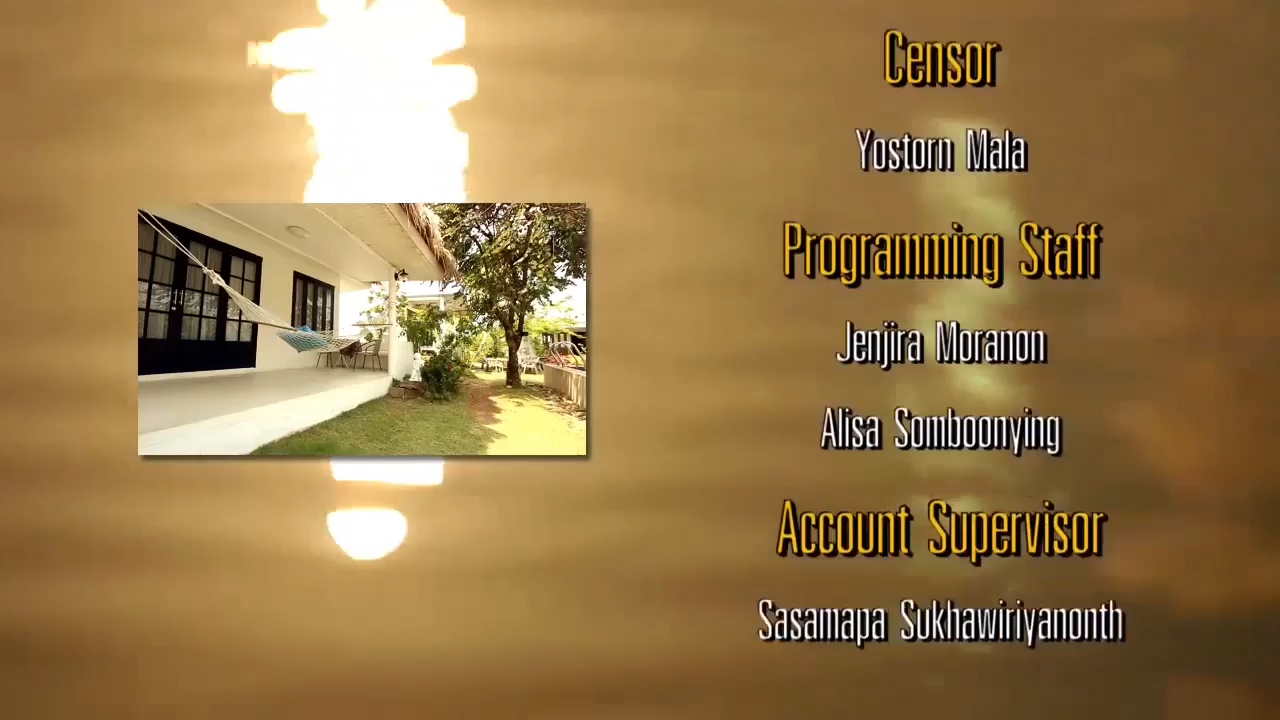 Censor
Yostorn Mala
Programming Staff
Jenjira Moranon
Alisa Somboonying
Account Supervisor
Sasamapa Sukhawiriyanonth